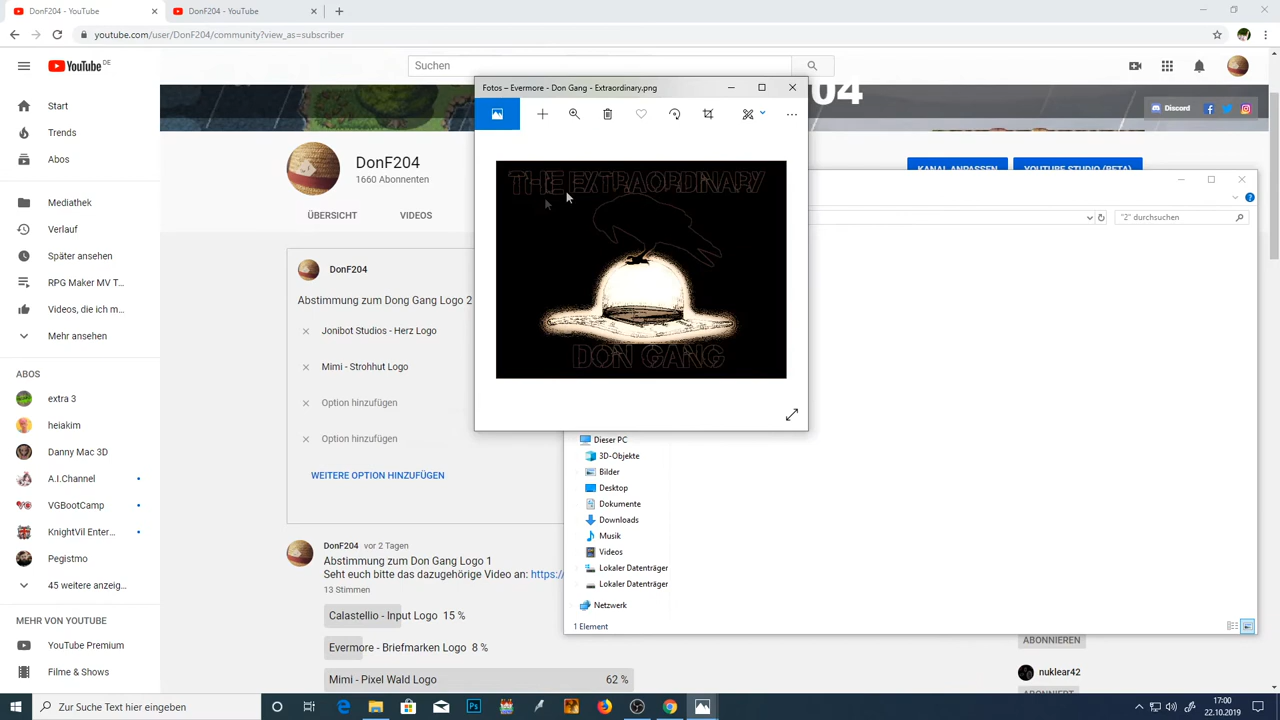 DonF204 - YouTube
DonF204 - YouTube
youtube.com/user/DonF204/community?view_as=subscriber
YouTube DE
Suchen
04
Discord
Fotos – Evermore - Don Gang - Extraordinary.png
THE EXTRAORDINARY
DON GANG
Start
Trends
Abos
Mediathek
Verlauf
Später ansehen
RPG Maker MV T...
Videos, die ich m...
Mehr ansehen
ABOS
extra 3
heiakim
Danny Mac 3D
A.I.Channel
VGBootCamp
KnightVil Enter...
Pegistmo
45 weitere anzeig...
MEHR VON YOUTUBE
YouTube Premium
Filme & Shows
DonF204
1660 Abonnenten
KANAL ANPASSEN
YOUTUBE STUDIO (BETA)
ÜBERSICHT
VIDEOS
DonF204
Abstimmung zum Dong Gang Logo 2
Jonibot Studios - Herz Logo
Mimi - Strohhut Logo
Option hinzufügen
Option hinzufügen
WEITERE OPTION HINZUFÜGEN
DonF204 vor 2 Tagen
Abstimmung zum Don Gang Logo 1
Seht euch bitte das dazugehörige Video an: https:/
13 Stimmen
Calastellio - Input Logo 15 %
Evermore - Briefmarken Logo 8 %
Mimi - Pixel Wald Logo 62 %
"2" durchsuchen
Dieser PC
3D-Objekte
Bilder
Desktop
Dokumente
Downloads
Musik
Videos
Lokaler Datenträger
Lokaler Datenträger
Netzwerk
1 Element
ABONNIEREN
nuklear42
ABONNIERT
Zur Suche Text hier eingeben
17:00
22.10.2019